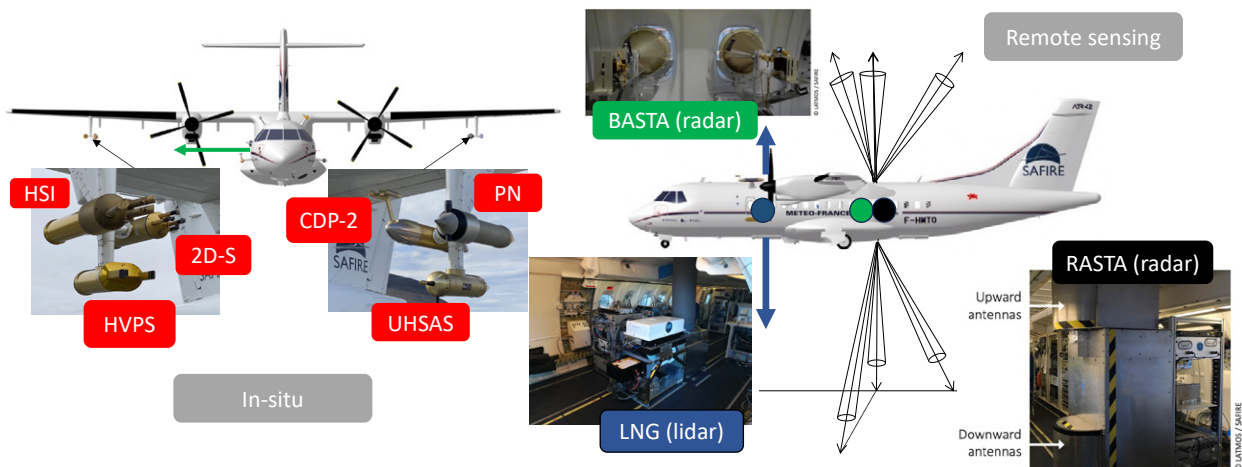 Remote sensing
© LATMOS / SAFIRE
BASTA (radar)
HSI
2D-S
HVPS
SAFIRE
CDP-2
PN
UHSAS
In-situ
ATR42
SAFIRE
METEO-FRANCE
F-HMTO
LNG (lidar)
RASTA (radar)
Upward
antennas
Downward
antennas
© LATMOS / SAFIRE